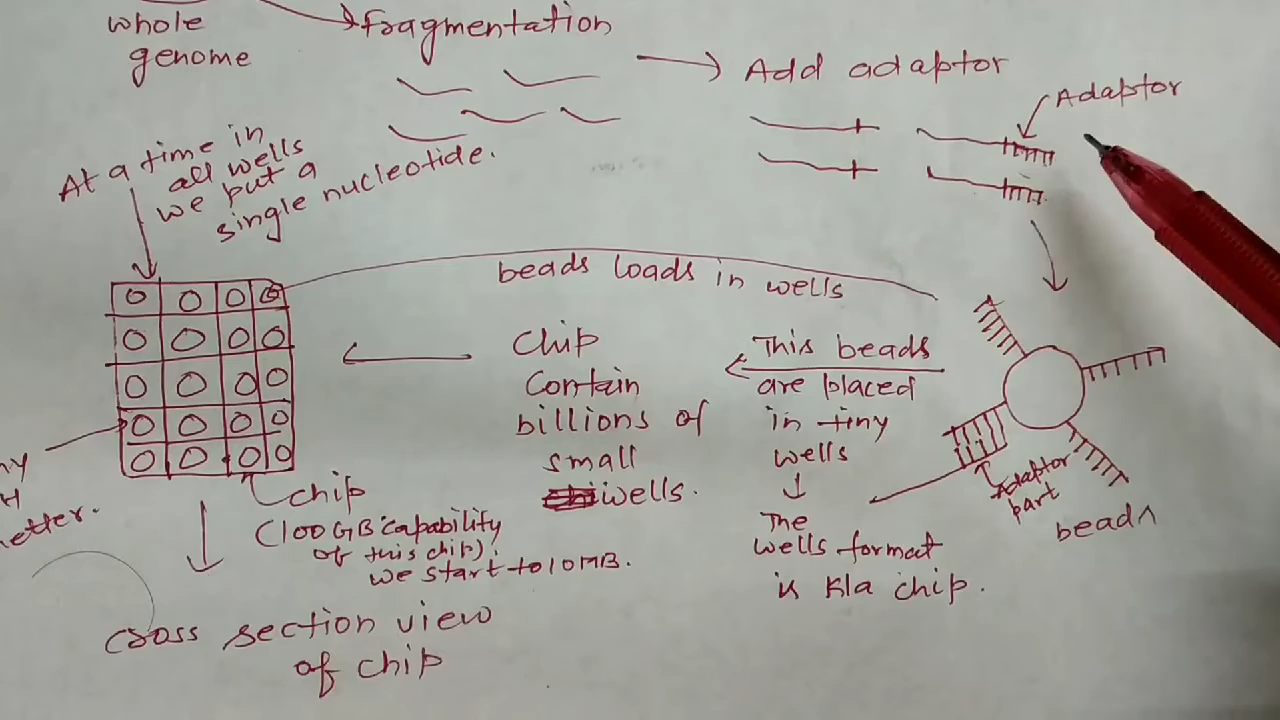 whole
genome
fragmentation
Add adaptor
Adaptor
At a time in
all wells
we put a
single nucleotide.
beads loads in wells
Chip
Contain
billions of
small
wells.
This beads
are placed
in tiny
wells
The
wells format
is kla chip.
Adaptor
part
beads
chip
(100 GB capability
of this chip).
we start to 10 MB.
etter.
cross section view
of chip